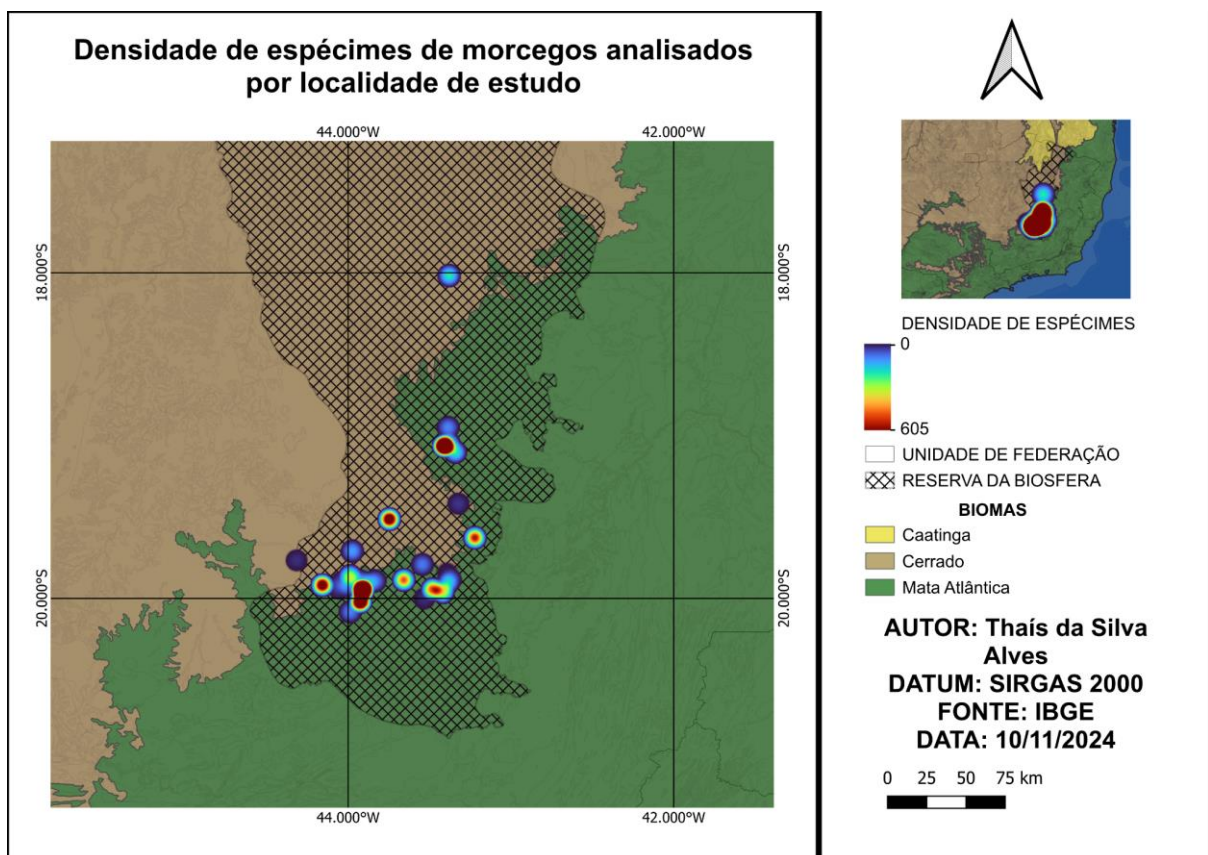 Densidade de espécimes de morcegos analisados
por localidade de estudo
44.000°W
42.000°W
18.000°S
18.000°S
20.000°S
20.000°S
44.000°W
42.000°W
DENSIDADE DE ESPÉCIMES
0
605
UNIDADE DE FEDERAÇÃO
RESERVA DA BIOSFERA
BIOMAS
Caatinga
Cerrado
Mata Atlântica
AUTOR: Thaís da Silva
Alves
DATUM: SIRGAS 2000
FONTE: IBGE
DATA: 10/11/2024
0 25 50 75 km